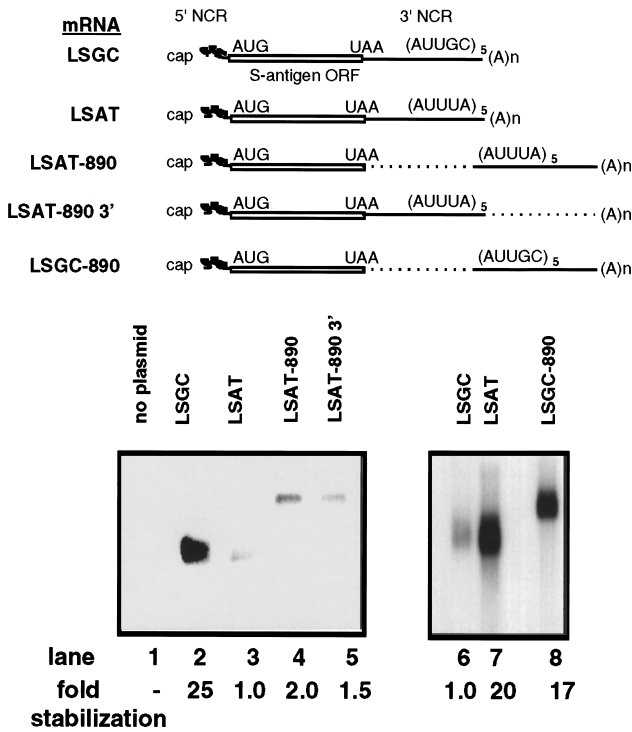 mRNA 5' NCR 3' NCR
LSGC cap AUG UAA (AUUGC) 5 (A)n
S-antigen ORF
LSAT cap AUG UAA (AUUUA) 5 (A)n
LSAT-890 cap AUG UAA (AUUUA) 5 (A)n
LSAT-890 3' cap AUG UAA (AUUUA) 5 (A)n
LSGC-890 cap AUG UAA (AUUGC) 5 (A)n
no plasmid
LSGC
LSAT
LSAT-890
LSAT-890 3'
LSGC
LSAT
LSGC-890
lane 1 2 3 4 5 6 7 8
fold - 25 1.0 2.0 1.5 1.0 20 17
stabilization